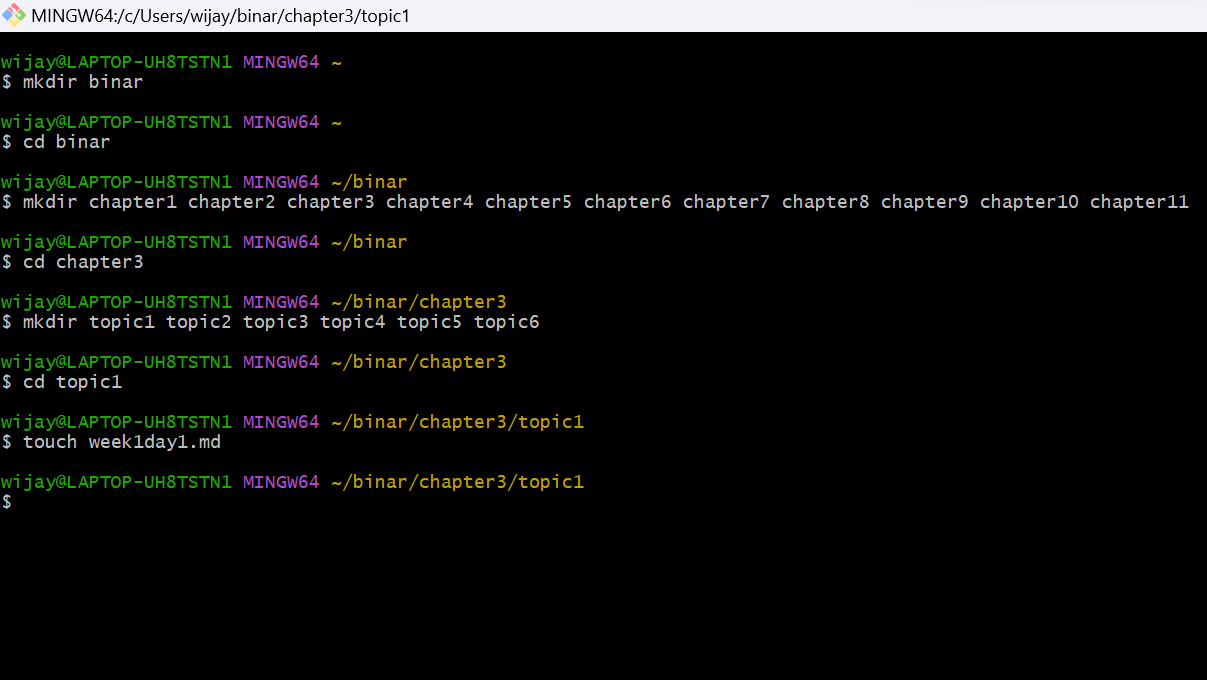 MINGW64:/c/Users/wijay/binar/chapter3/topic1
wijay@LAPTOP-UH8TSTN1 MINGW64 ~
$ mkdir binar
wijay@LAPTOP-UH8TSTN1 MINGW64 ~
$ cd binar
wijay@LAPTOP-UH8TSTN1 MINGW64 ~/binar
$ mkdir chapter1 chapter2 chapter3 chapter4 chapter5 chapter6 chapter7 chapter8 chapter9 chapter10 chapter11
wijay@LAPTOP-UH8TSTN1 MINGW64 ~/binar
$ cd chapter3
wijay@LAPTOP-UH8TSTN1 MINGW64 ~/binar/chapter3
$ mkdir topic1 topic2 topic3 topic4 topic5 topic6
wijay@LAPTOP-UH8TSTN1 MINGW64 ~/binar/chapter3
$ cd topic1
wijay@LAPTOP-UH8TSTN1 MINGW64 ~/binar/chapter3/topic1
$ touch week1day1.md
wijay@LAPTOP-UH8TSTN1 MINGW64 ~/binar/chapter3/topic1
$